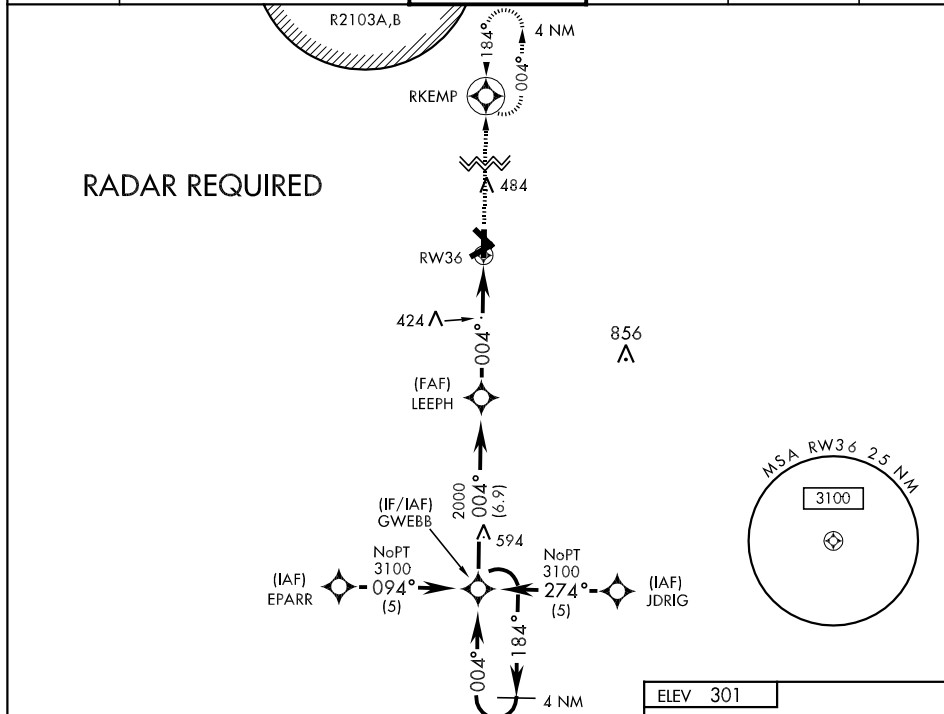 R2103A,B
184°
4 NM
004°
RKEMP
RADAR REQUIRED
484
RW36
424
004°
856
(FAF)
LEEPH
MSA RW36 25 NM
3100
2000
004°
(6.9)
(IF/IAF)
GWEBB
594
NoPT
3100
094°
(5)
(IAF)
EPARR
NoPT
3100
274°
(5)
(IAF)
JDRIG
004°
184°
4 NM
ELEV 301